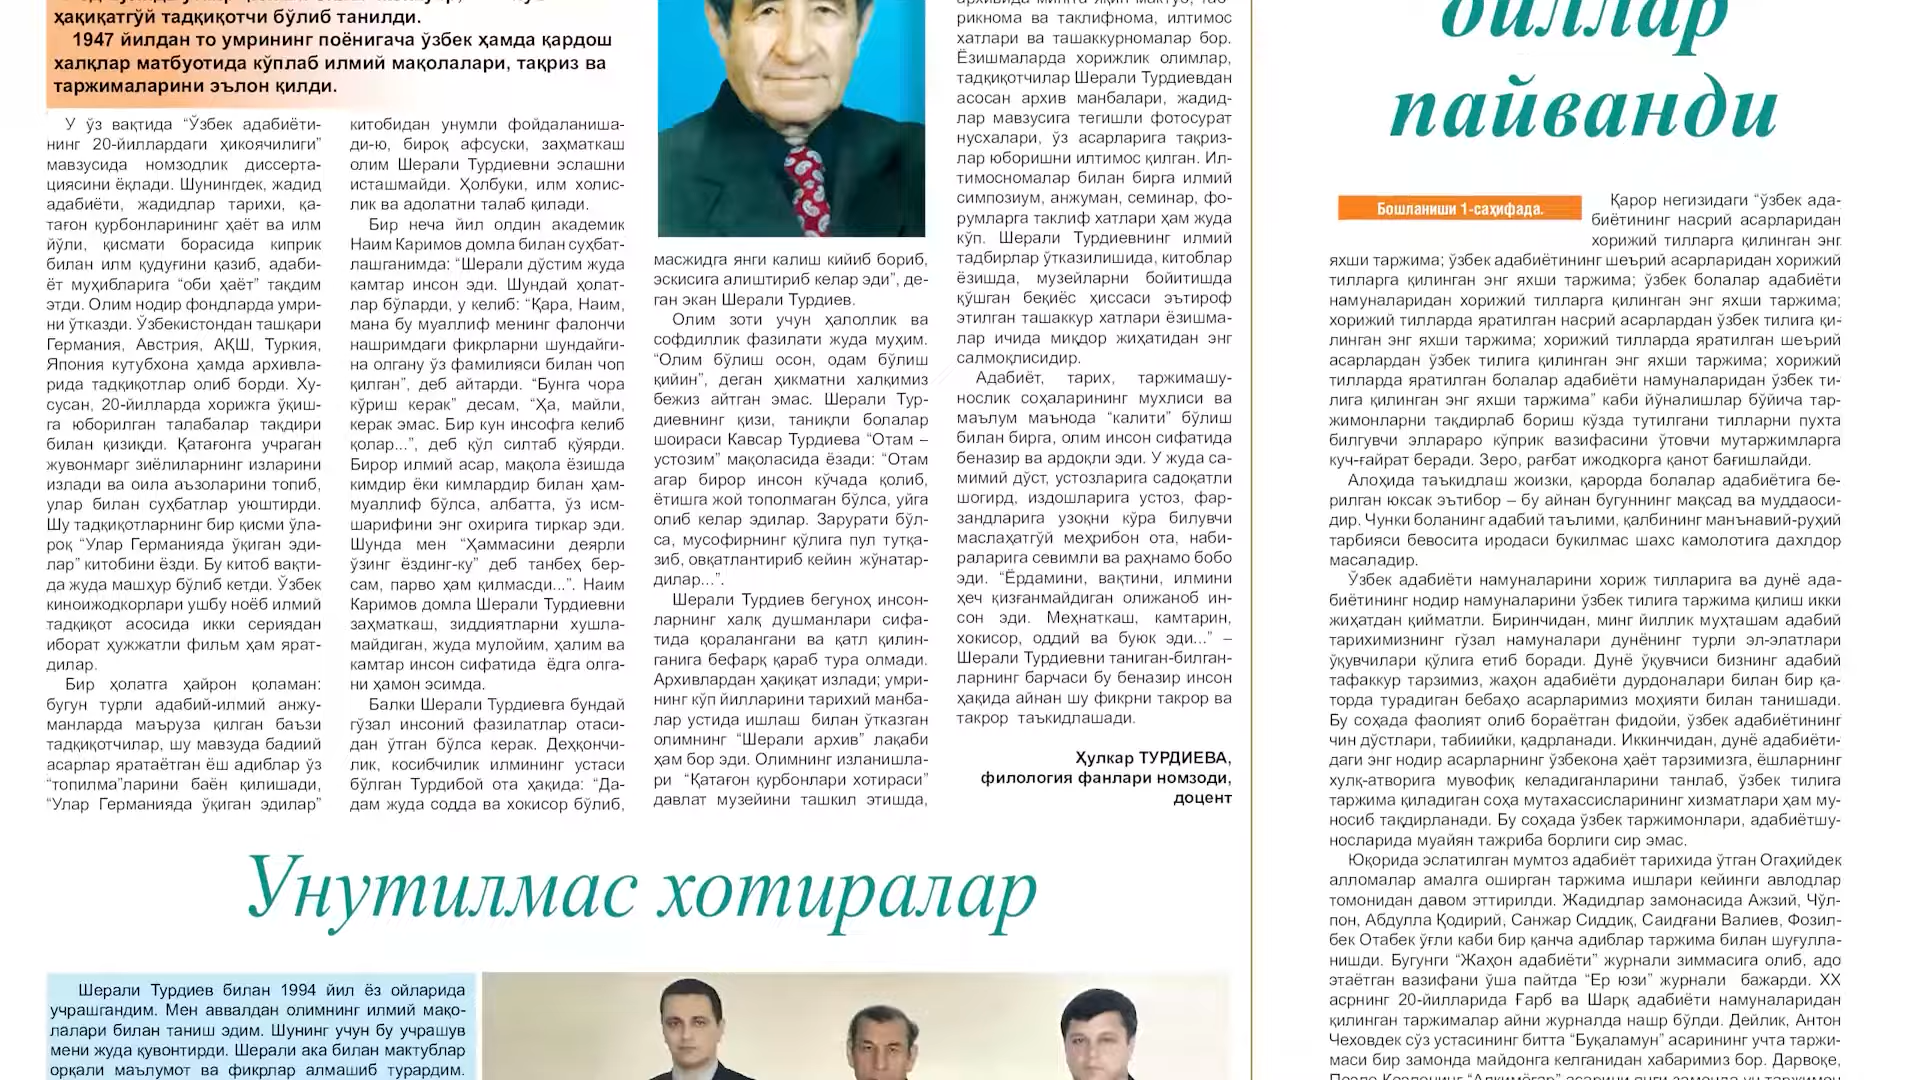 ҳақиқатгўй тадқиқотчи бўлиб танилди.
1947 йилдан то умрининг поёнигача ўзбек ҳамда қардош
халқлар матбуотида кўплаб илмий мақолалари, тақриз ва
таржималарини эълон қилди.
У ўз вақтида “Ўзбек адабиёти-
нинг 20-йиллардаги ҳикоячилиги”
мавзусида номзодлик диссерта-
циясини ёқлади. Шунингдек, жадид
адабиёти, жадидлар тарихи, қа-
тағон қурбонларининг ҳаёт ва илм
йўли, қисмати борасида киприк
билан илм қудуғини қазиб, адаби-
ёт муҳибларига “оби ҳаёт” тақдим
этди. Олим нодир фондларда умри-
ни ўтказди. Ўзбекистондан ташқари
Германия, Австрия, АҚШ, Туркия,
Япония кутубхона ҳамда архивла-
рида тадқиқотлар олиб борди. Ху-
сусан, 20-йилларда хорижга ўқиш-
га юборилган талабалар тақдири
билан қизиқди. Қатағонга учраган
жувонмарг зиёлиларнинг изларини
излади ва оила аъзоларини топиб,
улар билан суҳбатлар уюштирди.
Шу тадқиқотларнинг бир қисми ўла-
роқ “Улар Германияда ўқиган эди-
лар” китобини ёзди. Бу китоб вақти-
да жуда машҳур бўлиб кетди. Ўзбек
киноижодкорлари ушбу ноёб илмий
тадқиқот асосида икки сериядан
иборат ҳужжатли фильм ҳам ярат-
дилар.
Бир ҳолатга ҳайрон қоламан:
бугун турли адабий-илмий анжу-
манларда маъруза қилган баъзи
тадқиқотчилар, шу мавзуда бадиий
асарлар яратаётган ёш адиблар ўз
“топилма”ларини баён қилишади,
“Улар Германияда ўқиган эдилар”
китобидан унумли фойдаланиша-
ди-ю, бироқ афсуски, заҳматкаш
олим Шерали Турдиевни эслашни
исташмайди. Ҳолбуки, илм холис-
лик ва адолатни талаб қилади.
Бир неча йил олдин академик
Наим Каримов домла билан суҳбат-
лашганимда: “Шерали дўстим жуда
камтар инсон эди. Шундай ҳолат-
лар бўларди, у келиб: “Қара, Наим,
мана бу муаллиф менинг фалончи
нашримдаги фикрларни шундайги-
на олгану ўз фамилияси билан чоп
қилган”, деб айтарди. “Бунга чора
кўриш керак” десам, “Ҳа, майли,
керак эмас. Бир кун инсофга келиб
қолар...”, деб қўл силтаб қўярди.
Бирор илмий асар, мақола ёзишда
кимдир ёки кимлардир билан ҳам-
муаллиф бўлса, албатта, ўз исм-
шарифини энг охирига тиркар эди.
Шунда мен “Ҳаммасини деярли
ўзинг ёздинг-ку” деб танбеҳ бер-
сам, парво ҳам қилмасди...”. Наим
Каримов домла Шерали Турдиевни
заҳматкаш, зиддиятларни хушла-
майдиган, жуда мулойим, ҳалим ва
камтар инсон сифатида ёдга олга-
ни ҳамон эсимда.
Балки Шерали Турдиевга бундай
гўзал инсоний фазилатлар отаси-
дан ўтган бўлса керак. Деҳқончи-
лик, косибчилик илмининг устаси
бўлган Турдибой ота ҳақида: “Да-
дам жуда содда ва хокисор бўлиб,
масжидга янги калиш кийиб бориб,
эскисига алиштириб келар эди”, де-
ган экан Шерали Турдиев.
Олим зоти учун ҳалоллик ва
софдиллик фазилати жуда муҳим.
“Олим бўлиш осон, одам бўлиш
қийин”, деган ҳикматни халқимиз
бежиз айтган эмас. Шерали Тур-
диевнинг қизи, таниқли болалар
шоираси Кавсар Турдиева “Отам –
устозим” мақоласида ёзади: “Отам
агар бирор инсон кўчада қолиб,
ётишга жой тополмаган бўлса, уйга
олиб келар эдилар. Зарурати бўл-
са, мусофирнинг қўлига пул тутқа-
зиб, овқатлантириб кейин жўнатар-
дилар...”.
Шерали Турдиев бегуноҳ инсон-
ларнинг халқ душманлари сифа-
тида қоралангани ва қатл қилин-
ганига бефарқ қараб тура олмади.
Архивлардан ҳақиқат излади; умри-
нинг кўп йилларини тарихий манба-
лар устида ишлаш билан ўтказган
олимнинг “Шерали архив” лақаби
ҳам бор эди. Олимнинг изланишла-
ри “Қатағон қурбонлари хотираси”
давлат музейини ташкил этишда,
рикнома ва таклифнома, илтимос
хатлари ва ташаккурномалар бор.
Ёзишмаларда хорижлик олимлар,
тадқиқотчилар Шерали Турдиевдан
асосан архив манбалари, жадид-
лар мавзусига тегишли фотосурат
нусхалари, ўз асарларига тақриз-
лар юборишни илтимос қилган. Ил-
тимосномалар билан бирга илмий
симпозиум, анжуман, семинар, фо-
румларга таклиф хатлари ҳам жуда
кўп. Шерали Турдиевнинг илмий
тадбирлар ўтказилишида, китоблар
ёзишда, музейларни бойитишда
қўшган беқиёс ҳиссаси эътироф
этилган ташаккур хатлари ёзишма-
лар ичида миқдор жиҳатидан энг
салмоқлисидир.
Адабиёт, тарих, таржимашу-
нослик соҳаларининг мухлиси ва
маълум маънода “калити” бўлиш
билан бирга, олим инсон сифатида
беназир ва ардоқли эди. У жуда са-
мимий дўст, устозларига садоқатли
шогирд, издошларига устоз, фар-
зандларига узоқни кўра билувчи
маслаҳатгўй меҳрибон ота, наби-
раларига севимли ва раҳнамо бобо
эди. “Ёрдамини, вақтини, илмини
ҳеч қизғанмайдиган олижаноб ин-
сон эди. Меҳнаткаш, камтарин,
хокисор, оддий ва буюк эди...” –
Шерали Турдиевни таниган-билган-
ларнинг барчаси бу беназир инсон
ҳақида айнан шу фикрни такрор ва
такрор таъкидлашади.
Ҳулкар ТУРДИЕВА,
филология фанлари номзоди,
доцент
Унутилмас хотиралар
Шерали Турдиев билан 1994 йил ёз ойларида
учрашгандим. Мен аввалдан олимнинг илмий мақо-
лалари билан таниш эдим. Шунинг учун бу учрашув
мени жуда қувонтирди. Шерали ака билан мактублар
орқали маълумот ва фикрлар алмашиб турардим.
диллар
пайванди
Бошланиши 1-саҳифада.
Қарор негизидаги “ўзбек ада-
биётининг насрий асарларидан
хорижий тилларга қилинган энг
яхши таржима; ўзбек адабиётининг шеърий асарларидан хорижий
тилларга қилинган энг яхши таржима; ўзбек болалар адабиёти
намуналаридан хорижий тилларга қилинган энг яхши таржима;
хорижий тилларда яратилган насрий асарлардан ўзбек тилига қи-
линган энг яхши таржима; хорижий тилларда яратилган шеърий
асарлардан ўзбек тилига қилинган энг яхши таржима; хорижий
тилларда яратилган болалар адабиёти намуналаридан ўзбек ти-
лига қилинган энг яхши таржима” каби йўналишлар бўйича тар-
жимонларни тақдирлаб бориш кўзда тутилгани тилларни пухта
билгувчи эллараро кўприк вазифасини ўтовчи мутаржимларга
куч-ғайрат беради. Зеро, рағбат ижодкорга қанот бағишлайди.
Алоҳида таъкидлаш жоизки, қарорда болалар адабиётига бе-
рилган юксак эътибор – бу айнан бугуннинг мақсад ва муддаоси-
дир. Чунки боланинг адабий таълими, қалбининг манънавий-руҳий
тарбияси бевосита иродаси букилмас шахс камолотига дахлдор
масаладир.
Ўзбек адабиёти намуналарини хориж тилларига ва дунё ада-
биётининг нодир намуналарини ўзбек тилига таржима қилиш икки
жиҳатдан қийматли. Биринчидан, минг йиллик муҳташам адабий
тарихимизнинг гўзал намуналари дунёнинг турли эл-элатлари
ўқувчилари қўлига етиб боради. Дунё ўқувчиси бизнинг адабий
тафаккур тарзимиз, жаҳон адабиёти дурдоналари билан бир қа-
торда турадиган бебаҳо асарларимиз моҳияти билан танишади.
Бу соҳада фаолият олиб бораётган фидойи, ўзбек адабиётининг
чин дўстлари, табиийки, қадрланади. Иккинчидан, дунё адабиёти-
даги энг нодир асарларнинг ўзбекона ҳаёт тарзимизга, ёшларнинг
хулқ-атворига мувофиқ келадиганларини танлаб, ўзбек тилига
таржима қиладиган соҳа мутахассисларининг хизматлари ҳам му-
носиб тақдирланади. Бу соҳада ўзбек таржимонлари, адабиётшу-
носларида муайян тажриба борлиги сир эмас.
Юқорида эслатилган мумтоз адабиёт тарихида ўтган Огаҳийдек
алломалар амалга оширган таржима ишлари кейинги авлодлар
томонидан давом эттирилди. Жадидлар замонасида Ажзий, Чўл-
пон, Абдулла Қодирий, Санжар Сиддиқ, Саидғани Валиев, Фозил-
бек Отабек ўғли каби бир қанча адиблар таржима билан шуғулла-
нишди. Бугунги “Жаҳон адабиёти” журнали зиммасига олиб, адо
этаётган вазифани ўша пайтда “Ер юзи” журнали бажарди. ХХ
асрнинг 20-йилларида Ғарб ва Шарқ адабиёти намуналаридан
қилинган таржималар айни журналда нашр бўлди. Дейлик, Антон
Чеховдек сўз устасининг битта “Буқаламун” асарининг учта таржи-
маси бир замонда майдонга келганидан хабаримиз бор. Дарвоқе,